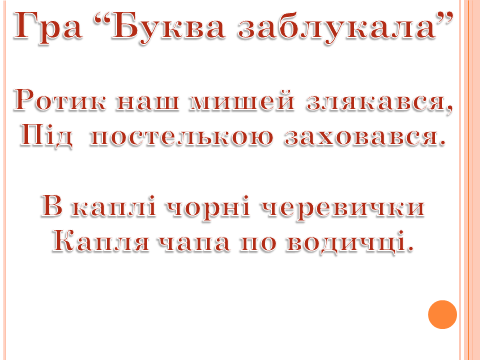 Гра “Буква заблукала”
Ротик наш мишей злякався,
Під постелькою заховався.
В каплі чорні черевички
Капля чапа по водичці.